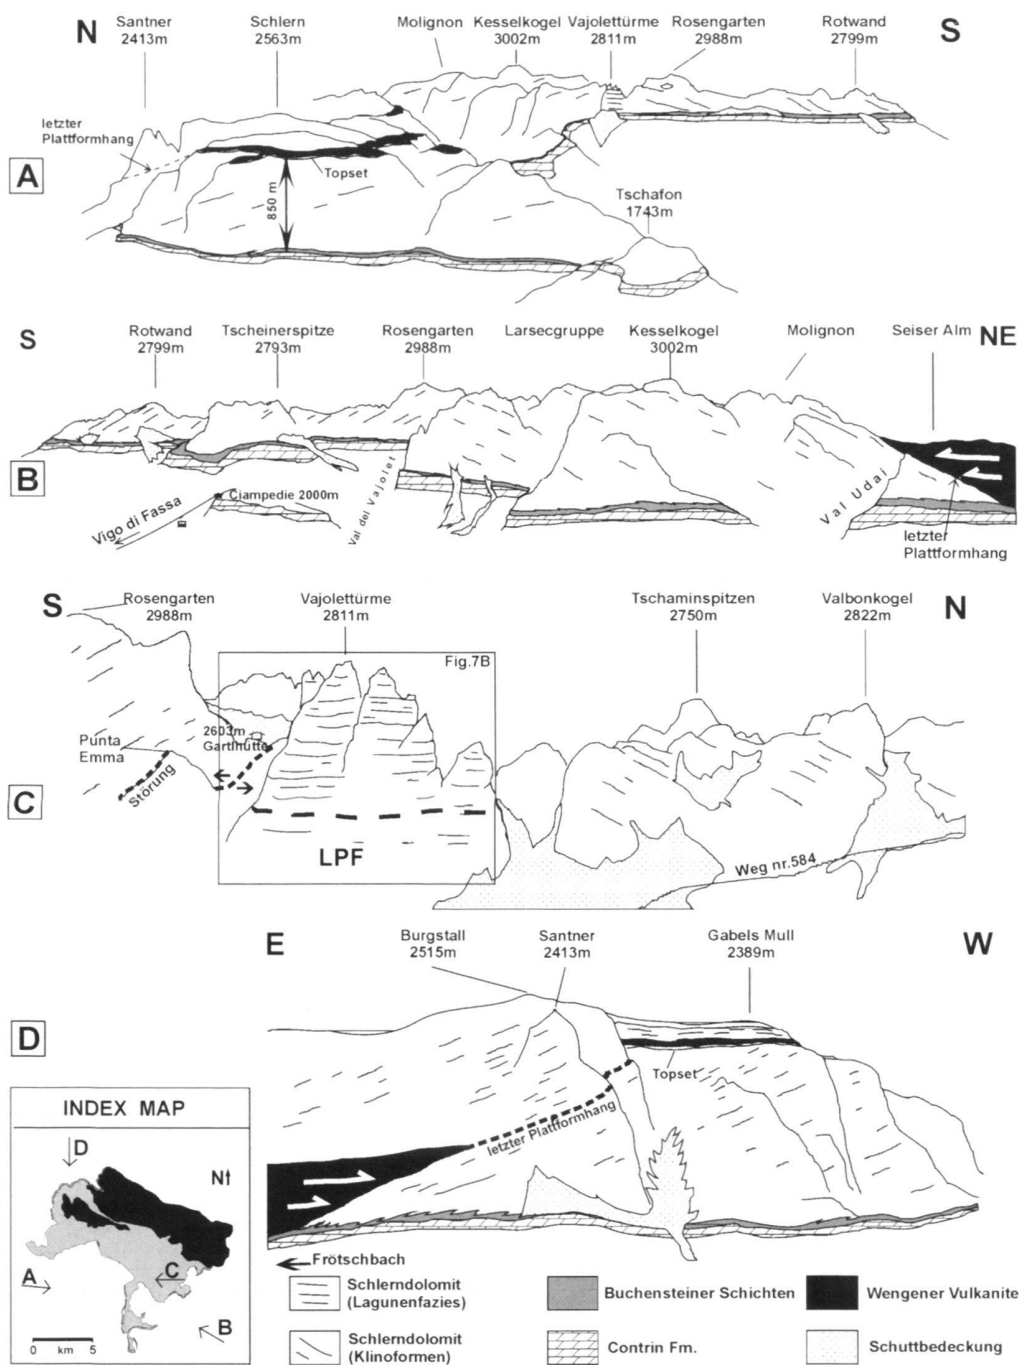 N
Santner
2413m
Schlern
2563m
Molignon
Kesselkogel
3002m
Vajolettürme
2811m
Rosengarten
2988m
Rotwand
2799m
S
letzter
Plattformhang
A
Topset
850 m
Tschafon
1743m
S
Rotwand
2799m
Tscheinerspitze
2793m
Rosengarten
2988m
Larsecgruppe
Kesselkogel
3002m
Molignon
Seiser Alm
NE
B
Vigo di Fassa
Ciampedie 2000m
Val del Vajolet
Val Udai
letzter
Plattformhang
S
Rosengarten
2988m
Vajolettürme
2811m
Tschaminspitzen
2750m
Valbonkogel
2822m
N
Fig.7B
2603m
Gartlhütte
Punta
Emma
Störung
C
LPF
Weg nr.584
E
Burgstall
2515m
Santner
2413m
Gabels Mull
2389m
W
D
Topset
letzter Plattformhang
INDEX MAP
D
N
A
C
B
0 km 5
Frötschbach
Schlerndolomit
(Lagunenfazies)
Buchensteiner Schichten
Wengener Vulkanite
Schlerndolomit
(Klinoformen)
Contrin Fm.
Schuttbedeckung